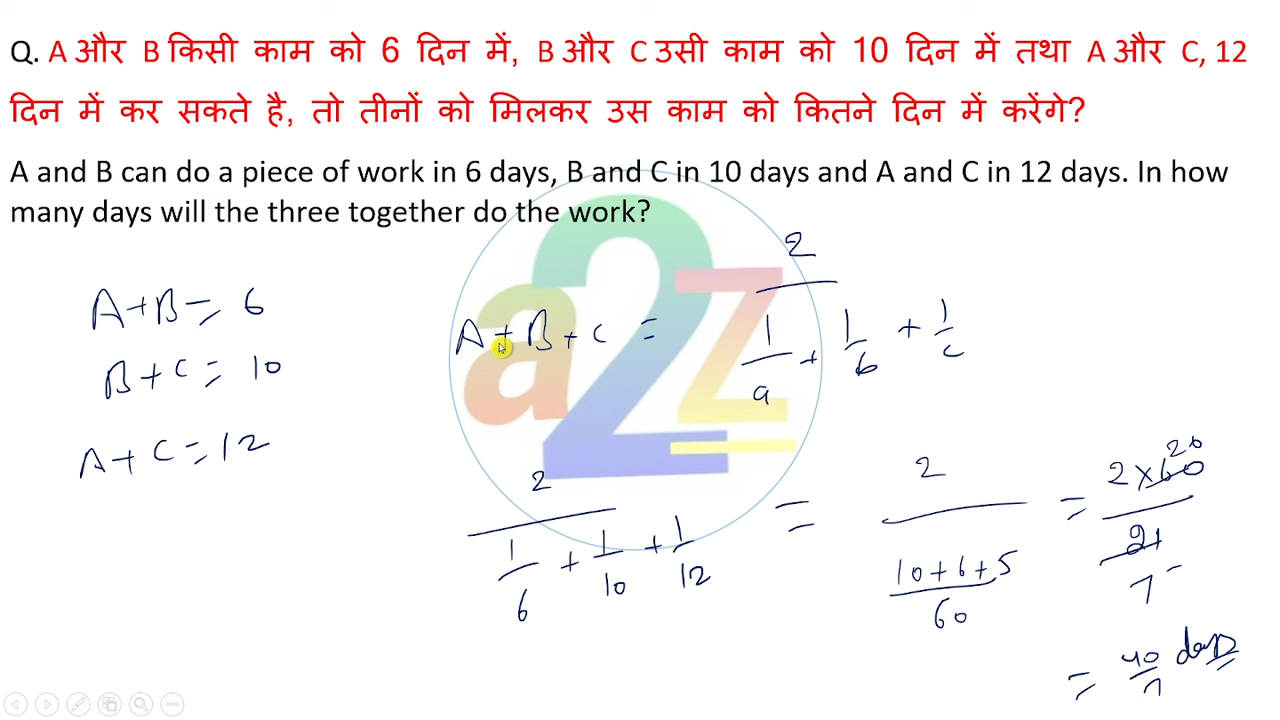 Q. A और B किसी काम को 6 दिन में, B और C उसी काम को 10 दिन में तथा A और C, 12
दिन में कर सकते है, तो तीनों को मिलकर उस काम को कितने दिन में करेंगे?
A and B can do a piece of work in 6 days, B and C in 10 days and A and C in 12 days. In how
many days will the three together do the work?
a2z
A+B = 6
B+C = 10
A+C = 12
A+B+C =
2
1/a + 1/b + 1/c
2
1/6 + 1/10 + 1/12
=
2
10+6+5
60
= 2×60
20
21
7
= 40/7 days